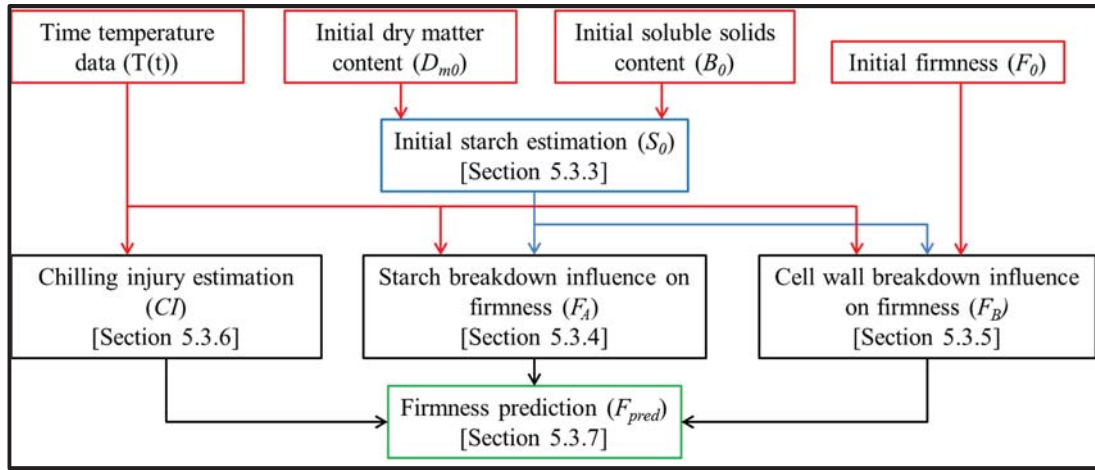 Time temperature
data (T(t))
Initial dry matter
content (Dm0)
Initial soluble solids
content (B0)
Initial firmness (F0)
Initial starch estimation (S0)
[Section 5.3.3]
Chilling injury estimation
(CI)
[Section 5.3.6]
Starch breakdown influence on
firmness (FA)
[Section 5.3.4]
Cell wall breakdown influence
on firmness (FB)
[Section 5.3.5]
Firmness prediction (Fpred)
[Section 5.3.7]